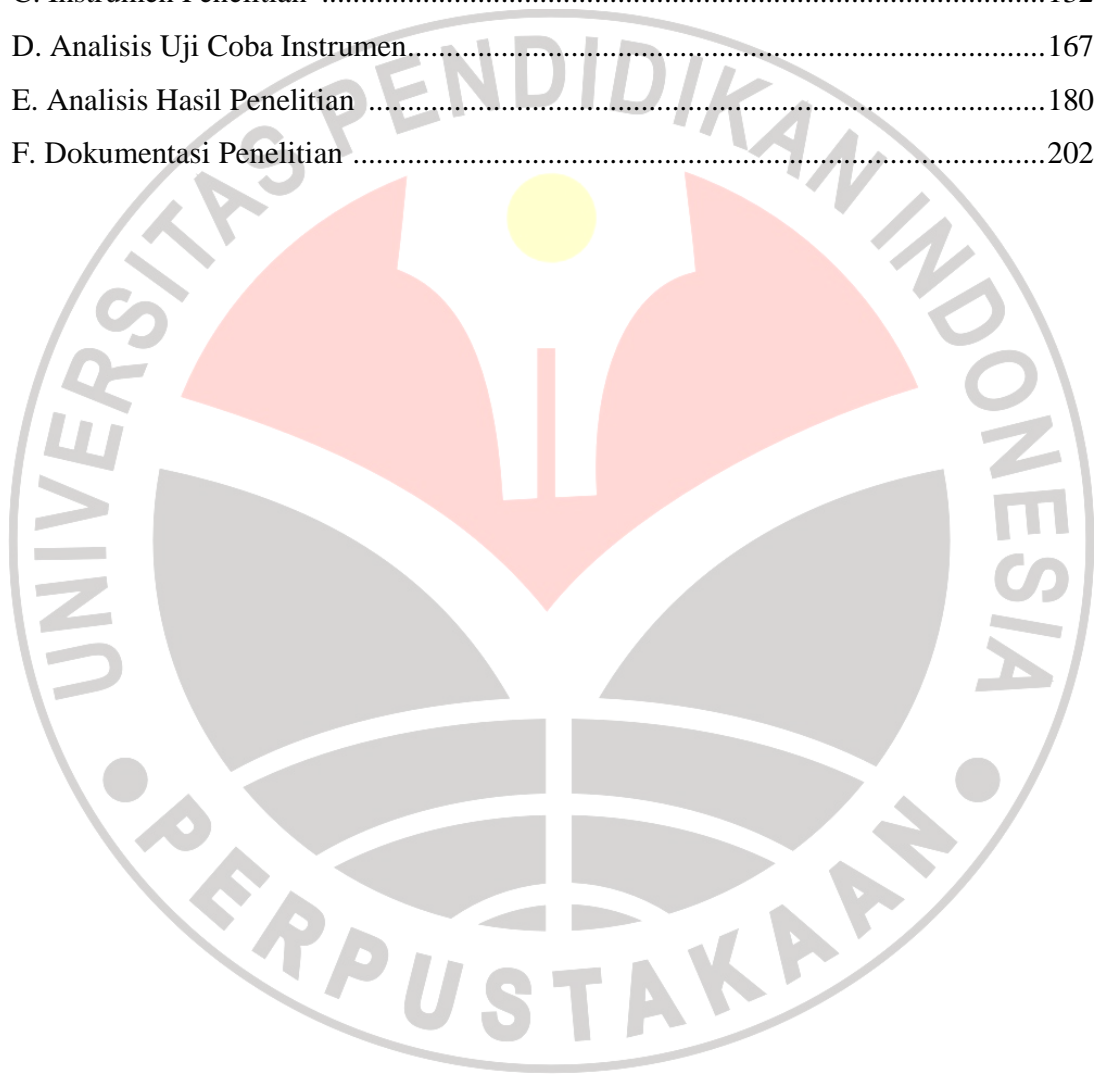 D. Analisis Uji Coba Instrumen....................................................................................167
E. Analisis Hasil Penelitian ..........................................................................................180
F. Dokumentasi Penelitian ............................................................................................202
UNIVERSITAS PENDIDIKAN INDONESIA
PERPUSTAKAAN